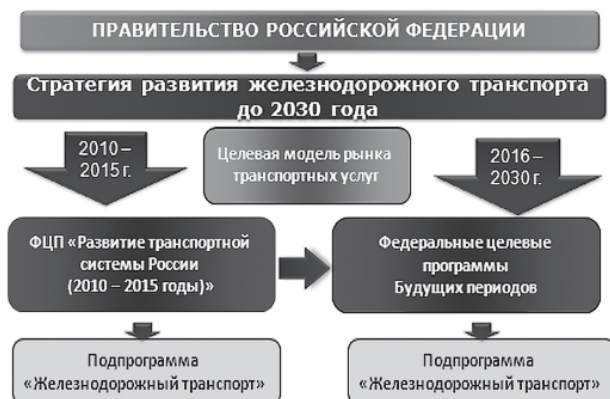 ПРАВИТЕЛЬСТВО РОССИЙСКОЙ ФЕДЕРАЦИИ
Стратегия развития железнодорожного транспорта
до 2030 года
2010 –
2015 г.
Целевая модель рынка
транспортных услуг
2016 –
2030 г.
ФЦП «Развитие транспортной
системы России
(2010 – 2015 годы)»
Федеральные целевые
программы
Будущих периодов
Подпрограмма
«Железнодорожный транспорт»
Подпрограмма
«Железнодорожный транспорт»